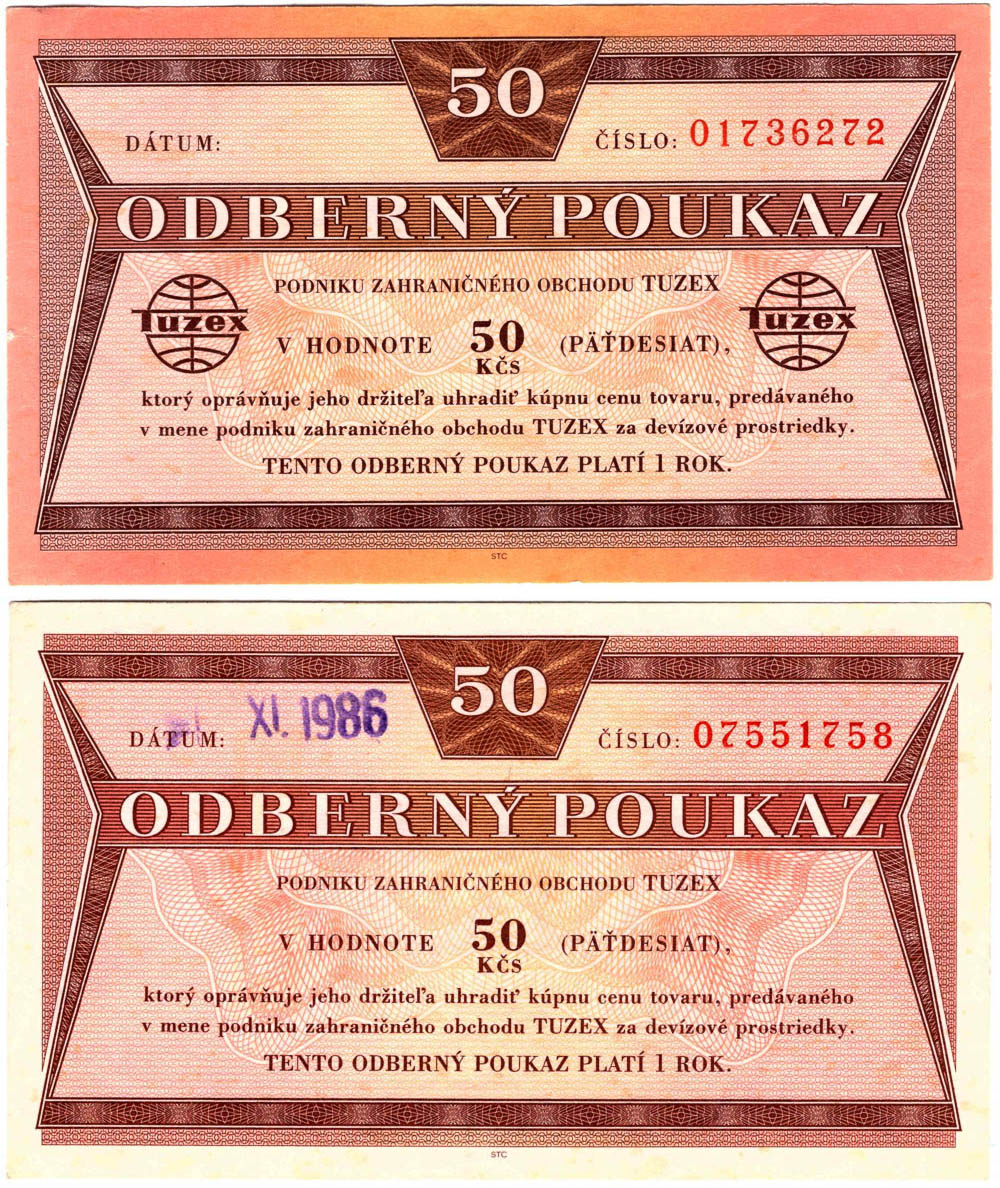 50
DÁTUM: ČÍSLO: 01736272
ODBERNÝ POUKAZ
PODNIKU ZAHRANIČNÉHO OBCHODU TUZEX
Tuzex V HODNOTE 50 KČS (PÄŤDESIAT), Tuzex
ktorý oprávňuje jeho držiteľa uhradiť kúpnu cenu tovaru, predávaného
v mene podniku zahraničného obchodu TUZEX za devízové prostriedky.
TENTO ODBERNÝ POUKAZ PLATÍ 1 ROK.
STC
50
DÁTUM: XI. 1986 ČÍSLO: 07551758
ODBERNÝ POUKAZ
PODNIKU ZAHRANIČNÉHO OBCHODU TUZEX
V HODNOTE 50 KČS (PÄŤDESIAT),
ktorý oprávňuje jeho držiteľa uhradiť kúpnu cenu tovaru, predávaného
v mene podniku zahraničného obchodu TUZEX za devízové prostriedky.
TENTO ODBERNÝ POUKAZ PLATÍ 1 ROK.
STC